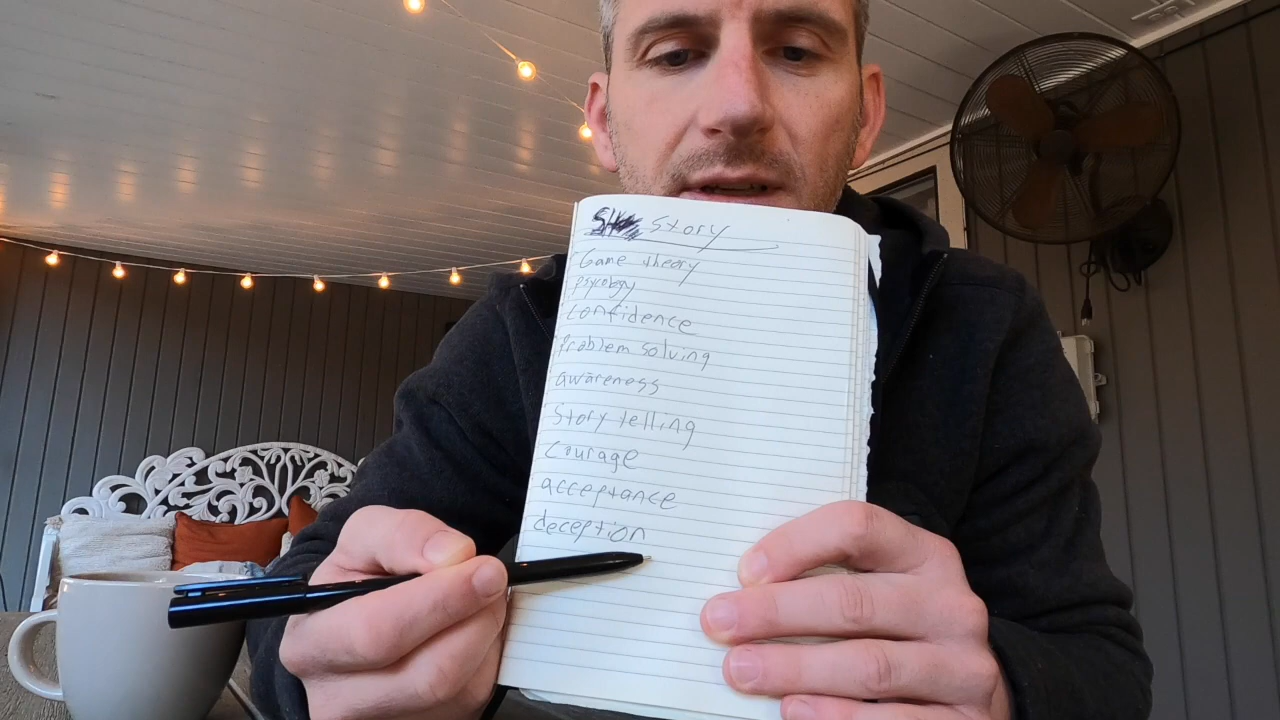 Story
Game theory
Psycology
Confidence
Problem solving
awareness
Story telling
Courage
acceptance
deception